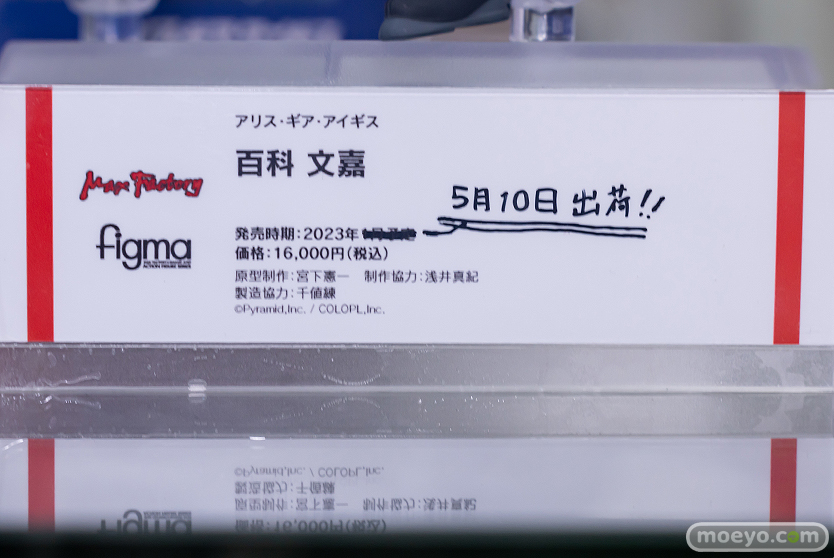 アリス・ギア・アイギス
百科 文嘉
Max Factory
figma
5月10日 出荷!!
発売時期:2023年
価格:16,000円(税込)
原型制作:宮下憲一 制作協力:浅井真紀
製造協力:千値練
©Pyramid,Inc. / COLOPL,Inc.
moeyo.com